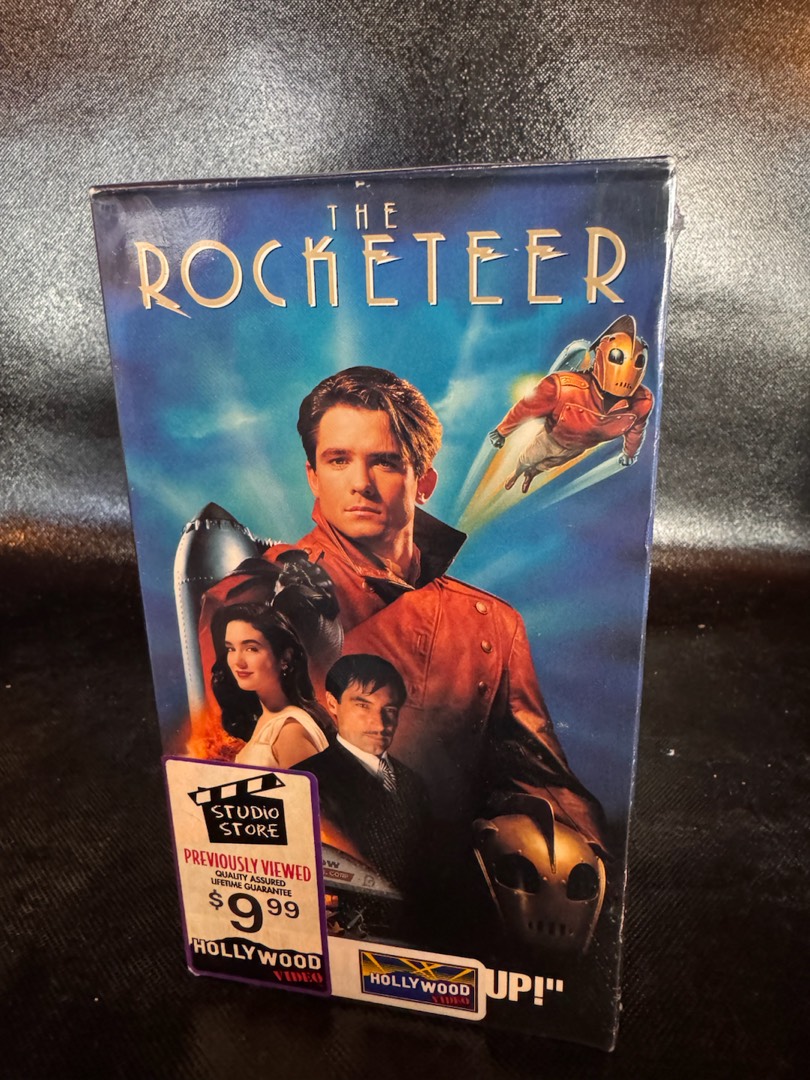 THE
ROCKETEER
STUDiO
STORE
PREVIOUSLY VIEWED
QUALITY ASSURED
LIFETIME GUARANTEE
$9.99
HOLLYWOOD
VIDEO
HOLLYWOOD
VIDEO
UP!"